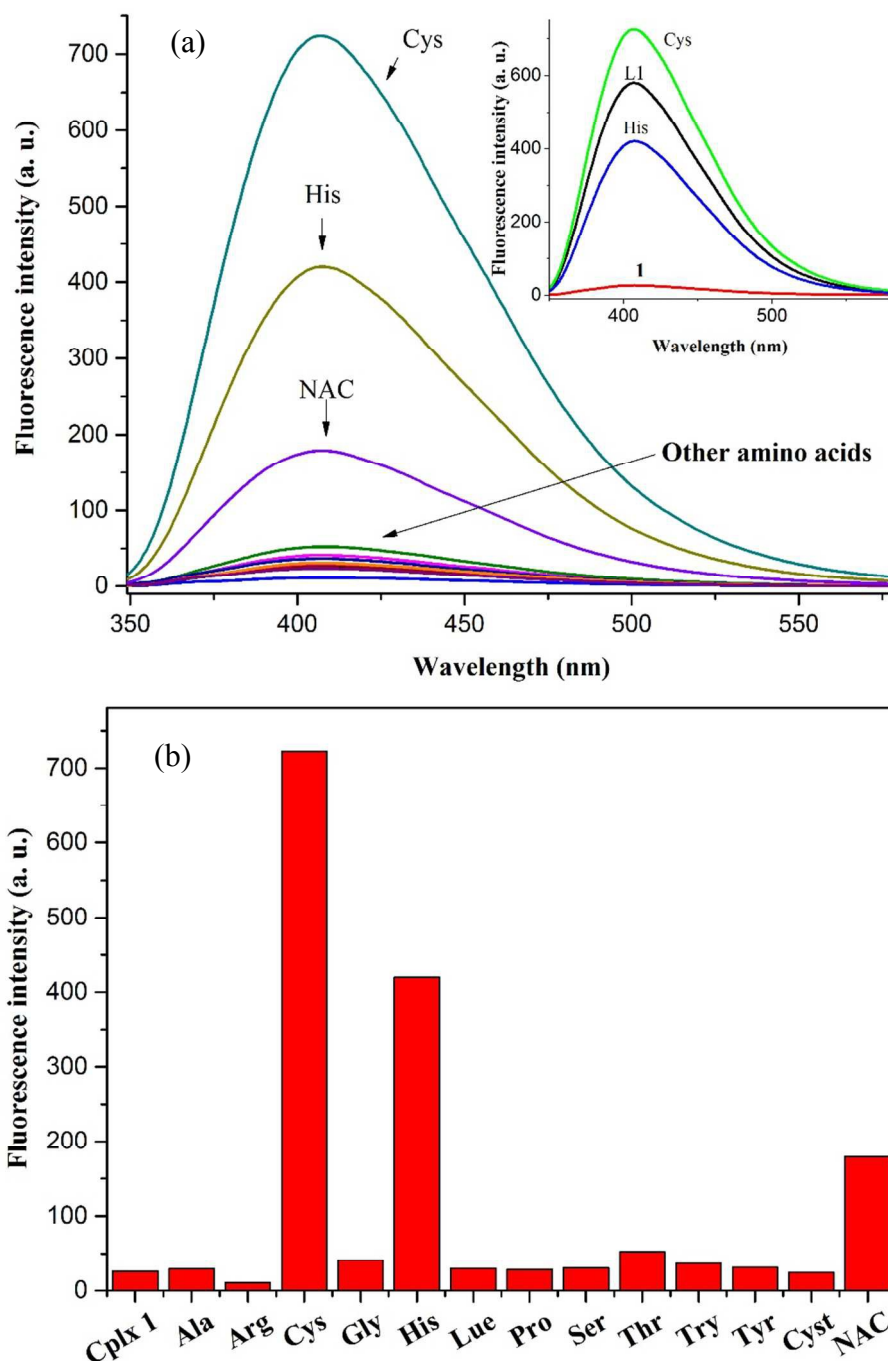 (a)
Cys
His
NAC
Other amino acids
Fluorescence intensity (a. u.)
700
600
500
400
300
200
100
0
350
400
450
500
550
Wavelength (nm)
Cys
L1
His
1
Fluorescence intensity (a. u.)
600
400
200
0
400
500
Wavelength (nm)
(b)
Fluorescence intensity (a. u.)
700
600
500
400
300
200
100
0
Cplx 1
Ala
Arg
Cys
Gly
His
Lue
Pro
Ser
Thr
Try
Tyr
Cyst
NAC